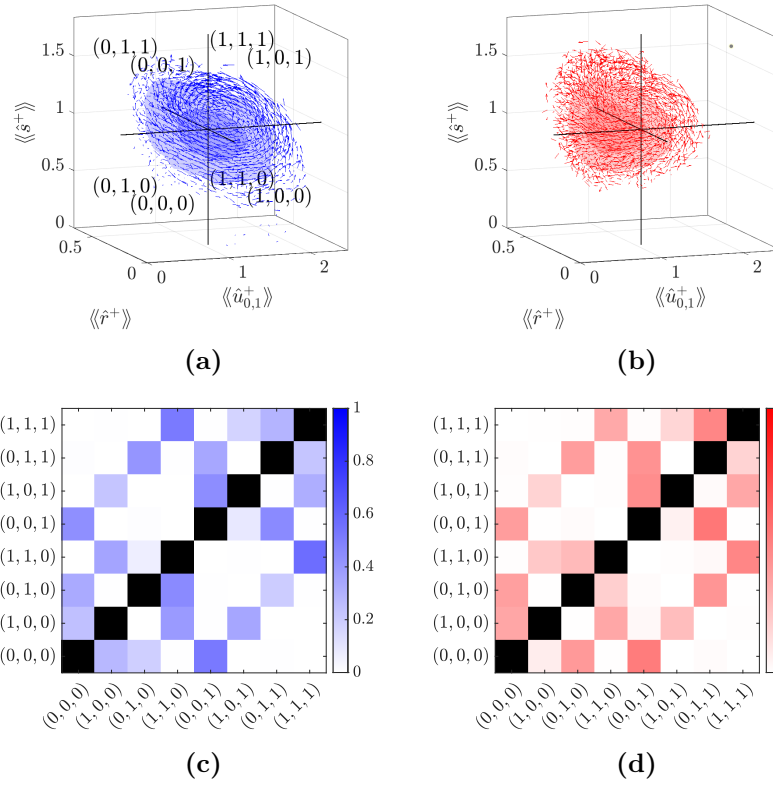 1.5
1
0.5
0
⟪ŝ⁺⟫
(0, 1, 1)
(0, 0, 1)
(1, 1, 1)
(1, 0, 1)
(0, 1, 0)
(0, 0, 0)
(1, 1, 0)
(1, 0, 0)
0.5
0
0
1
2
⟪r̂⁺⟫
⟪û⁺₀,₁⟫
(a)
1.5
1
0.5
0
⟪ŝ⁺⟫
0.5
0
0
1
2
⟪r̂⁺⟫
⟪û⁺₀,₁⟫
(b)
(1, 1, 1)
(0, 1, 1)
(1, 0, 1)
(0, 0, 1)
(1, 1, 0)
(0, 1, 0)
(1, 0, 0)
(0, 0, 0)
(0, 0, 0)
(1, 0, 0)
(0, 1, 0)
(1, 1, 0)
(0, 0, 1)
(1, 0, 1)
(0, 1, 1)
(1, 1, 1)
1
0.8
0.6
0.4
0.2
0
(c)
(1, 1, 1)
(0, 1, 1)
(1, 0, 1)
(0, 0, 1)
(1, 1, 0)
(0, 1, 0)
(1, 0, 0)
(0, 0, 0)
(0, 0, 0)
(1, 0, 0)
(0, 1, 0)
(1, 1, 0)
(0, 0, 1)
(1, 0, 1)
(0, 1, 1)
(1, 1, 1)
(d)